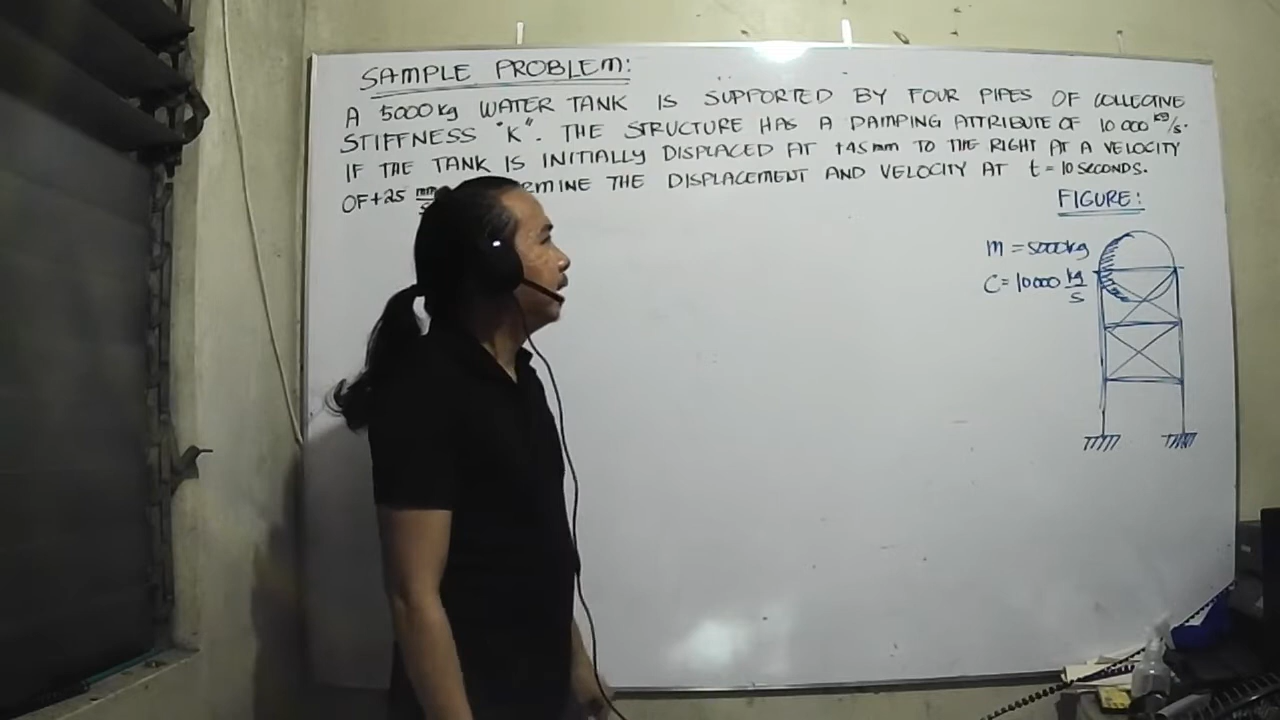 SAMPLE PROBLEM:
A 5000kg WATER TANK IS SUPPORTED BY FOUR PIPES OF COLLECTIVE
STIFFNESS "K". THE STRUCTURE HAS A DAMPING ATTRIBUTE OF 10 000 kg/s.
IF THE TANK IS INITIALLY DISPLACED AT +45mm TO THE RIGHT AT A VELOCITY
OF +25 THE DISPLACEMENT AND VELOCITY AT t = 10 SECONDS.
FIGURE:
m = 5000kg
C = 10000 kg/s